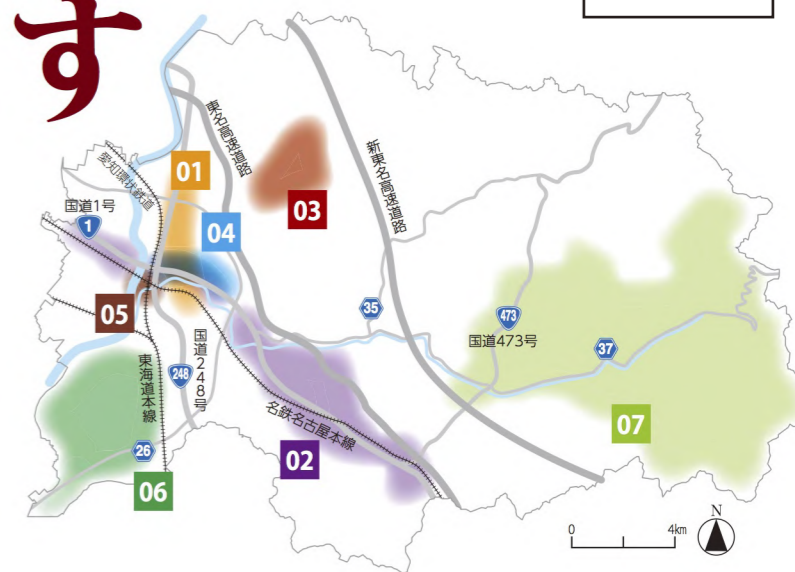 す
東名高速道路
愛知環状鉄道
新東名高速道路
01
03
国道1号
1
04
05
35
473
国道473号
国道248号
248
東海道本線
37
名鉄名古屋本線
07
26
02
06
0
4km
N